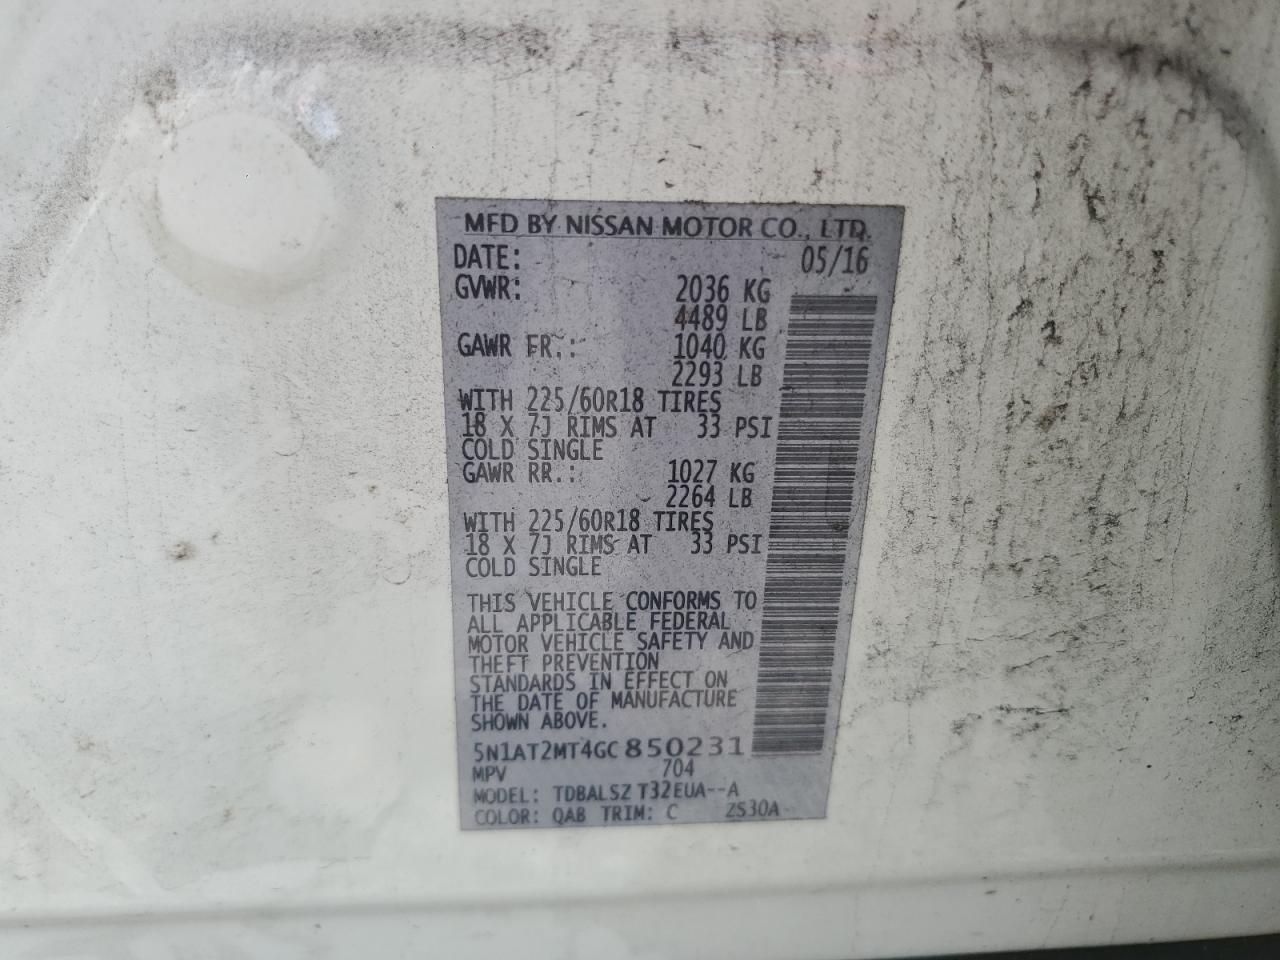 MFD BY NISSAN MOTOR CO., LTD.
DATE: 05/16
GVWR: 2036 KG
4489 LB
GAWR FR.: 1040 KG
2293 LB
WITH 225/60R18 TIRES
18 X 7J RIMS AT 33 PSI
COLD SINGLE
GAWR RR.: 1027 KG
2264 LB
WITH 225/60R18 TIRES
18 X 7J RIMS AT 33 PSI
COLD SINGLE
THIS VEHICLE CONFORMS TO
ALL APPLICABLE FEDERAL
MOTOR VEHICLE SAFETY AND
THEFT PREVENTION
STANDARDS IN EFFECT ON
THE DATE OF MANUFACTURE
SHOWN ABOVE.
5N1AT2MT4GC850231
MPV 704
MODEL: TDBALSZ T32EUA--A
COLOR: QAB TRIM: C 2S30A